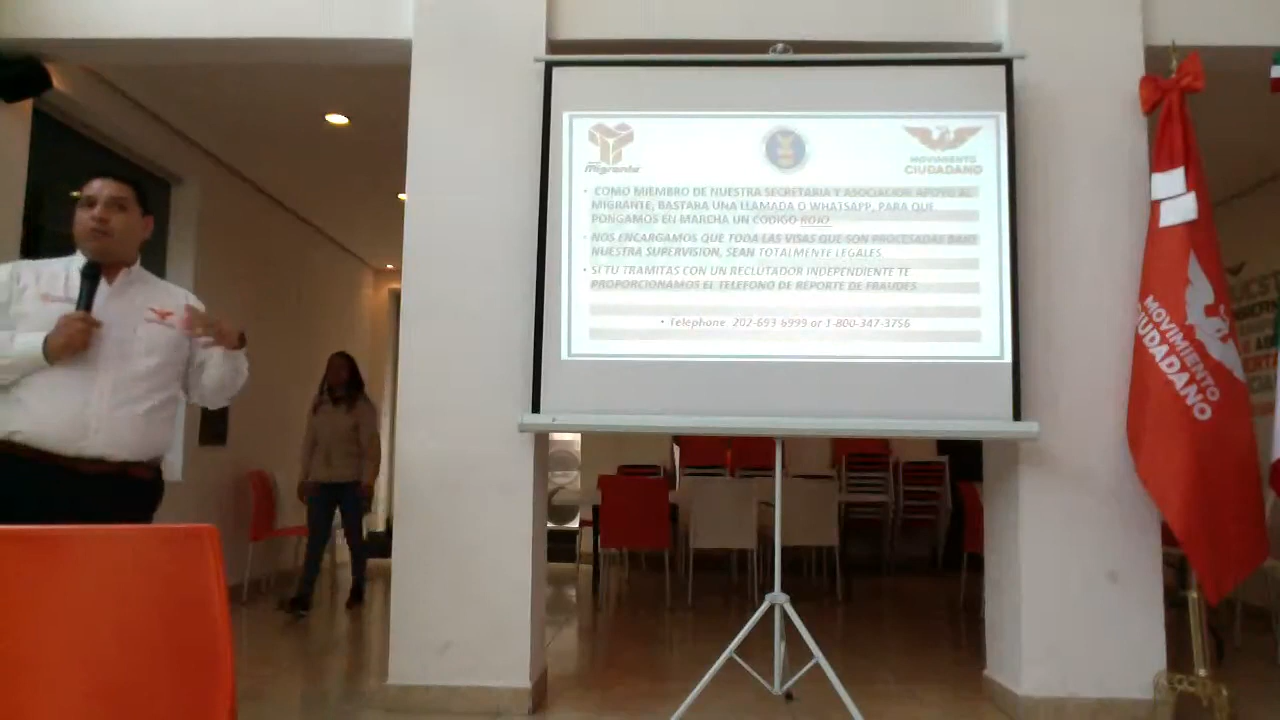 migrante
MOVIMIENTO
CIUDADANO
• COMO MIEMBRO DE NUESTRA SECRETARIA Y ASOCIACION APOYO AL
MIGRANTE, BASTARA UNA LLAMADA O WHATSAPP, PARA QUE
PONGAMOS EN MARCHA UN CODIGO ROJO.
• NOS ENCARGAMOS QUE TODA LAS VISAS QUE SON PROCESADAS BAJO
NUESTRA SUPERVISION, SEAN TOTALMENTE LEGALES.
• SI TU TRAMITAS CON UN RECLUTADOR INDEPENDIENTE TE
PROPORCIONAMOS EL TELEFONO DE REPORTE DE FRAUDES
• Telephone: 202-693-6999 or 1-800-347-3756
MOVIMIENTO
CIUDADANO